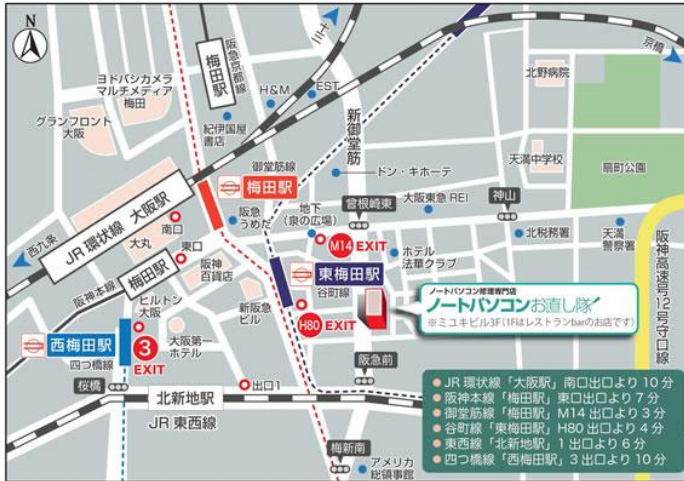 N
ヨドバシカメラ
マルチメディア
梅田
グランフロント
大阪
梅田駅
阪急京都線
十三
京橋
H&M
EST
紀伊国屋
書店
新御堂筋
北野病院
天満中学校
扇町公園
御堂筋線
梅田駅
ドン・キホーテ
大阪東急 REI
曽根崎東
神山
JR 環状線 大阪駅
西九条
南口
大丸
東口
阪急
うめだ
地下
(泉の広場)
M14 EXIT
ホテル
法華クラブ
北税務署
天満
警察署
阪神高速号12号守口線
阪神本線
梅田駅
阪神
百貨店
東梅田駅
谷町線
ヒルトン
大阪
新阪急
ビル
H80 EXIT
ノートパソコン修理専門店
ノートパソコンお直し隊
※ミユキビル3F(1Fはレストランbarののお店です)
西梅田駅
四つ橋線
3
EXIT
大阪第一
ホテル
阪急前
桜橋
北新地駅
出口1
JR 東西線
梅新南
アメリカ
総領事館
JR 環状線「大阪駅」南口出口より 10 分
阪神本線「梅田駅」東口出口より 7 分
御堂筋線「梅田駅」M14 出口より 3 分
谷町線「東梅田駅」H80 出口より 4 分
東西線「北新地駅」1 出口より 6 分
四つ橋線「西梅田駅」3 出口より 10 分